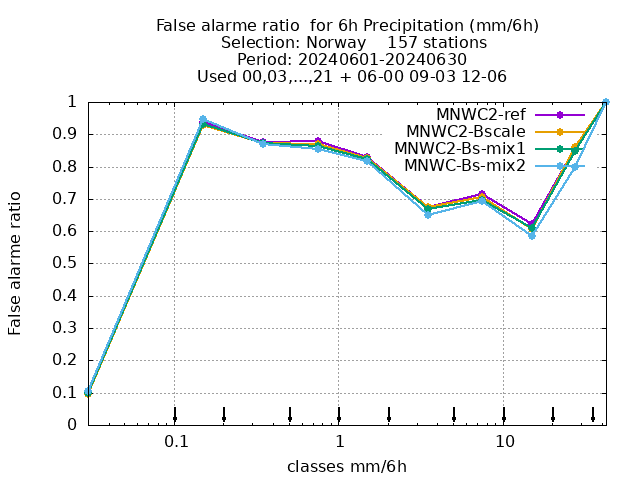 False alarme ratio  for 6h Precipitation (mm/6h)
Selection: Norway    157 stations
Period: 20240601-20240630
Used 00,03,...,21 + 06-00 09-03 12-06
MNWC2-ref
MNWC2-Bscale
MNWC2-Bs-mix1
MNWC-Bs-mix2
False alarme ratio
1
0.9
0.8
0.7
0.6
0.5
0.4
0.3
0.2
0.1
0
0.1 1 10
classes mm/6h